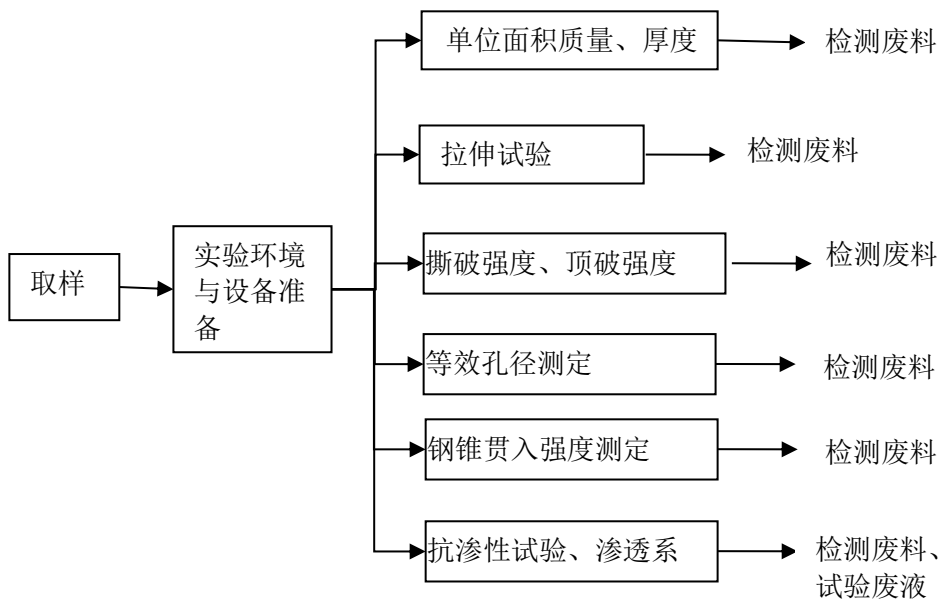 单位面积质量、厚度
检测废料
拉伸试验
检测废料
撕破强度、顶破强度
检测废料
取样
实验环境
与设备准
备
等效孔径测定
检测废料
钢锥贯入强度测定
检测废料
抗渗性试验、渗透系
检测废料、
试验废液